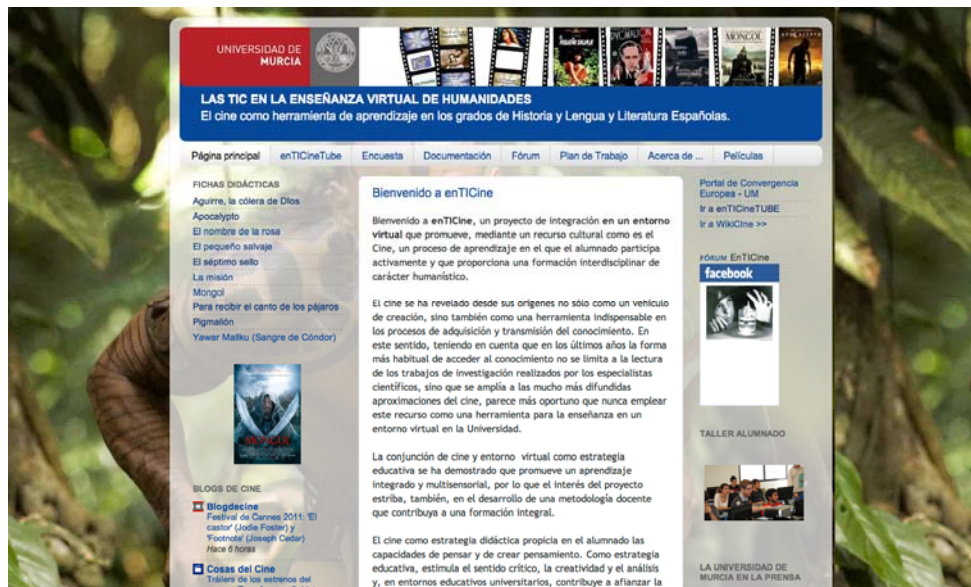 UNIVERSIDAD DE
MURCIA
PEQUEÑO SALVAJE
PYGMALION
MONGOL
APOCALYPTO
LAS TIC EN LA ENSEÑANZA VIRTUAL DE HUMANIDADES
El cine como herramienta de aprendizaje en los grados de Historia y Lengua y Literatura Españolas.
Página principal enTICineTube Encuesta Documentación Fórum Plan de Trabajo Acerca de ... Películas
FICHAS DIDÁCTICAS
Aguirre, la cólera de Dios
Apocalypto
El nombre de la rosa
El pequeño salvaje
El séptimo sello
La misión
Mongol
Para recibir el canto de los pájaros
Pigmalión
Yawar Mallku (Sangre de Cóndor)
MONGOL
BLOGS DE CINE
Blogdecine
Festival de Cannes 2011: 'El
castor' (Jodie Foster) y
'Footnote' (Joseph Cedar)
Hace 6 horas
Cosas del Cine
Tráilers de los estrenos del
Bienvenido a enTICine
Bienvenido a enTICine, un proyecto de integración en un entorno
virtual que promueve, mediante un recurso cultural como es el
Cine, un proceso de aprendizaje en el que el alumnado participa
activamente y que proporciona una formación interdisciplinar de
carácter humanístico.
El cine se ha revelado desde sus orígenes no sólo como un vehículo
de creación, sino también como una herramienta indispensable en
los procesos de adquisición y transmisión del conocimiento. En
este sentido, teniendo en cuenta que en los últimos años la forma
más habitual de acceder al conocimiento no se limita a la lectura
de los trabajos de investigación realizados por los especialistas
científicos, sino que se amplía a las mucho más difundidas
aproximaciones del cine, parece más oportuno que nunca emplear
este recurso como una herramienta para la enseñanza en un
entorno virtual en la Universidad.
La conjunción de cine y entorno virtual como estrategia
educativa se ha demostrado que promueve un aprendizaje
integrado y multisensorial, por lo que el interés del proyecto
estriba, también, en el desarrollo de una metodología docente
que contribuya a una formación integral.
El cine como estrategia didáctica propicia en el alumnado las
capacidades de pensar y de crear pensamiento. Como estrategia
educativa, estimula el sentido crítico, la creatividad y el análisis
y, en entornos educativos universitarios, contribuye a afianzar la
Portal de Convergencia
Europea - UM
Ir a enTICineTUBE
Ir a WikiCIne >>
FÓRUM EnTICine
facebook
TALLER ALUMNADO
LA UNIVERSIDAD DE
MURCIA EN LA PRENSA